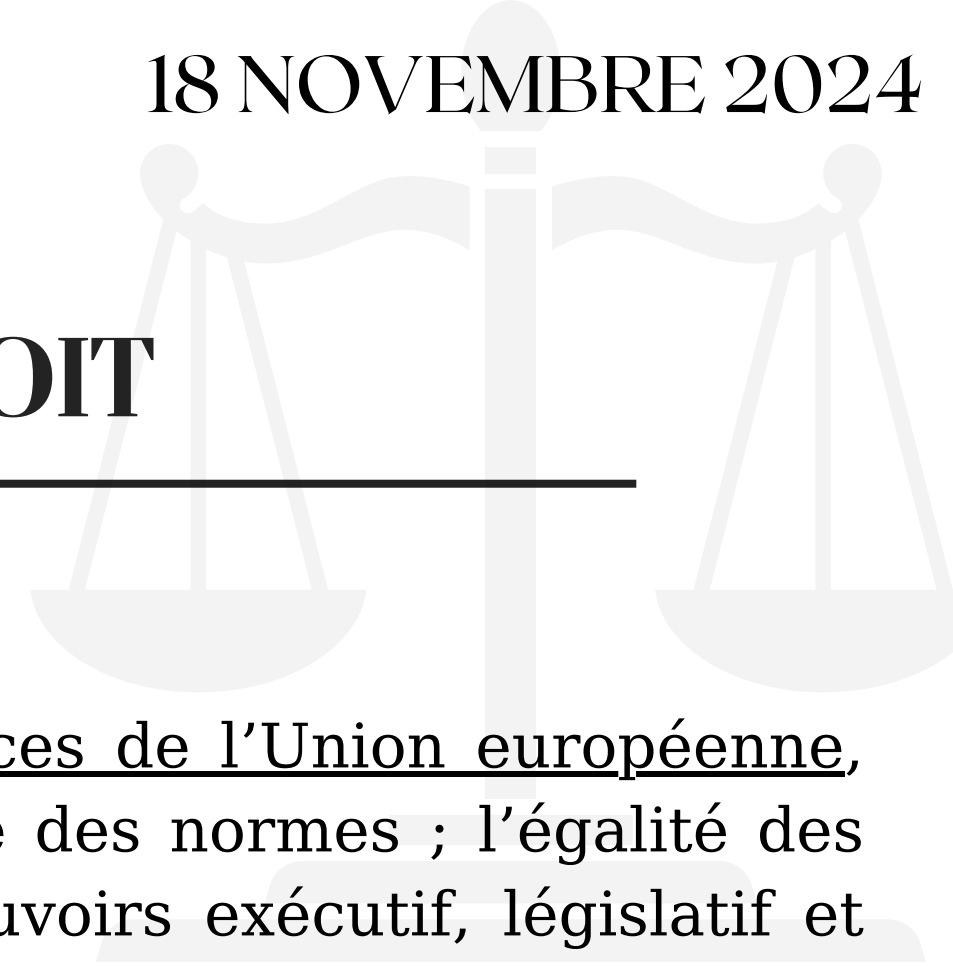 18 NOVEMBRE 2024
OIT
ces de l’Union européenne,
des normes ; l’égalité des
uvoirs exécutif, législatif et